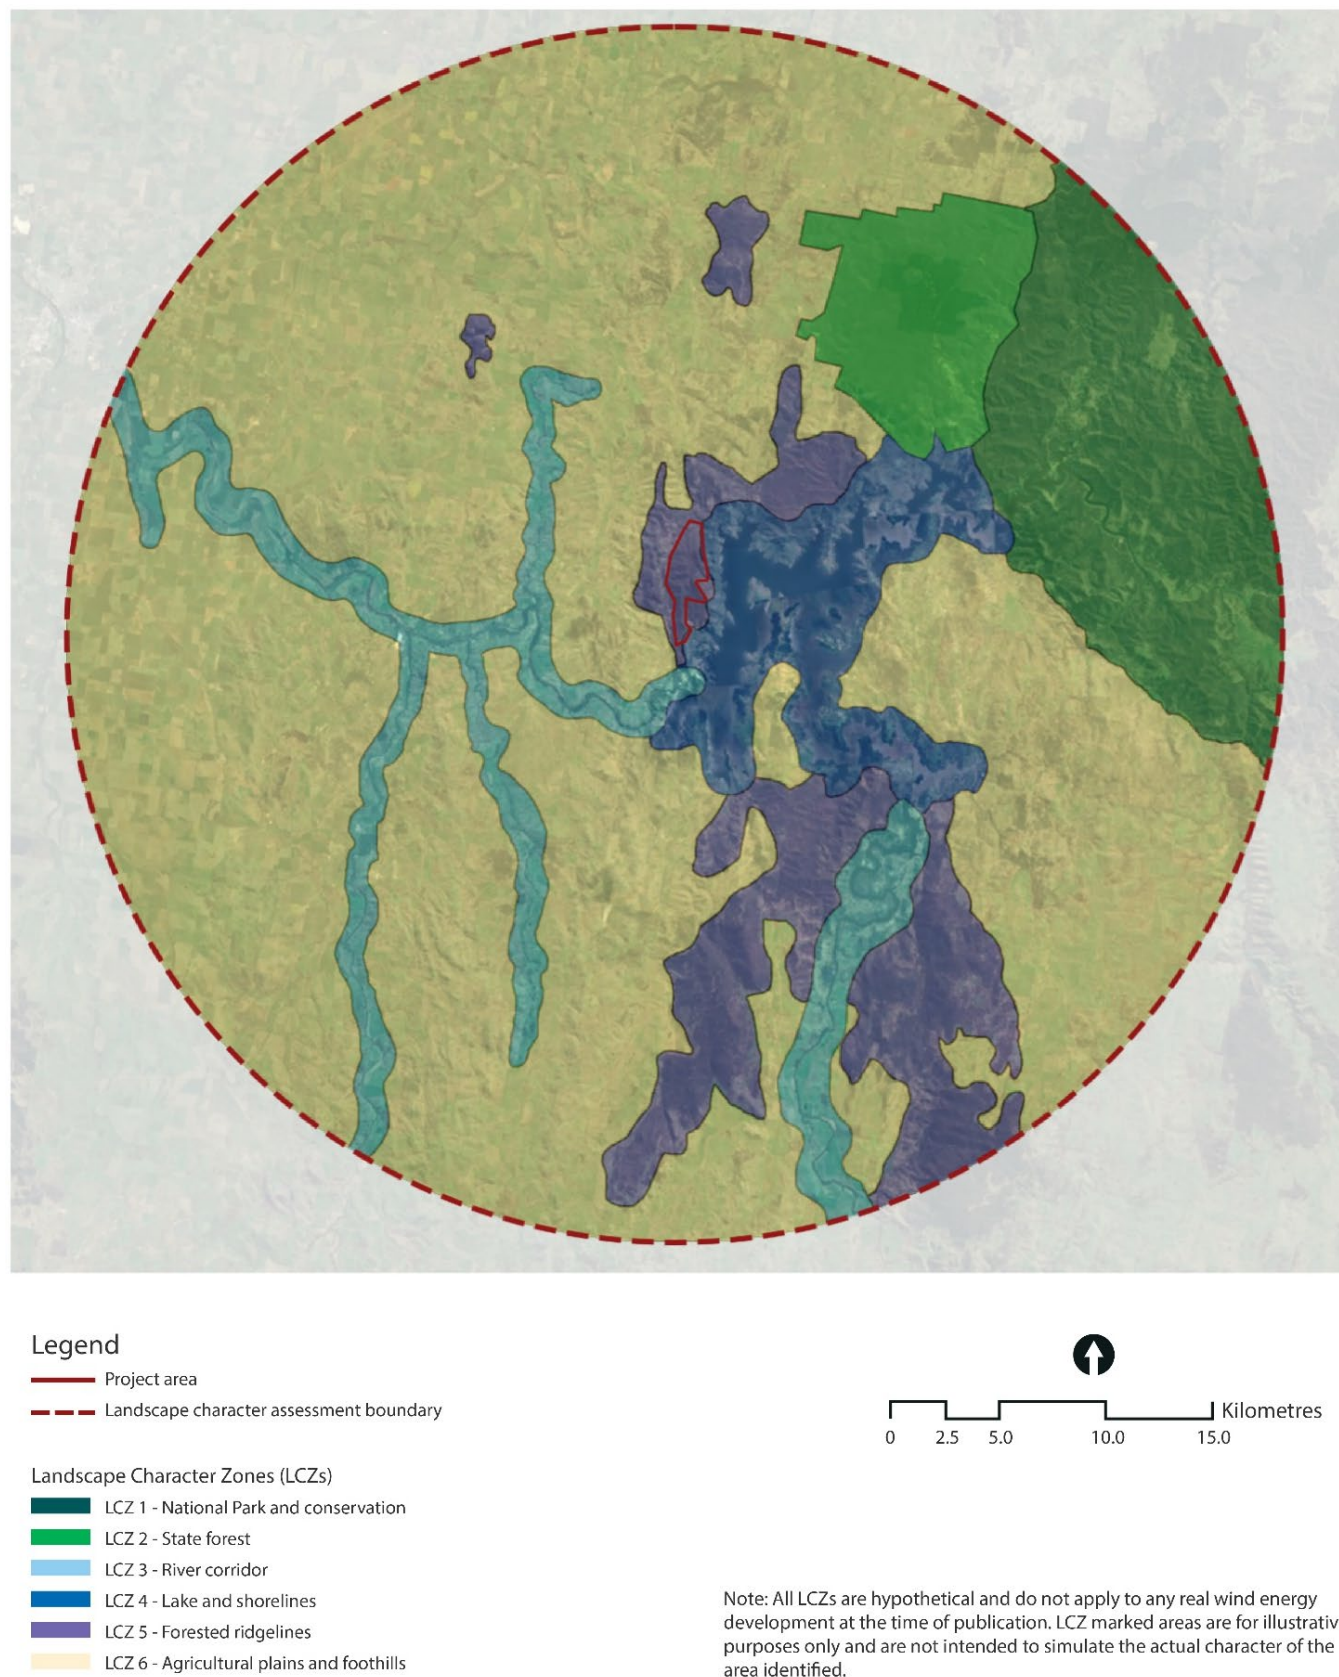 Legend
Project area
Landscape character assessment boundary
Kilometres
0 2.5 5.0 10.0 15.0
Landscape Character Zones (LCZs)
LCZ 1 - National Park and conservation
LCZ 2 - State forest
LCZ 3 - River corridor
LCZ 4 - Lake and shorelines
LCZ 5 - Forested ridgelines
LCZ 6 - Agricultural plains and foothills
Note: All LCZs are hypothetical and do not apply to any real wind energy
development at the time of publication. LCZ marked areas are for illustrativ
purposes only and are not intended to simulate the actual character of the
area identified.